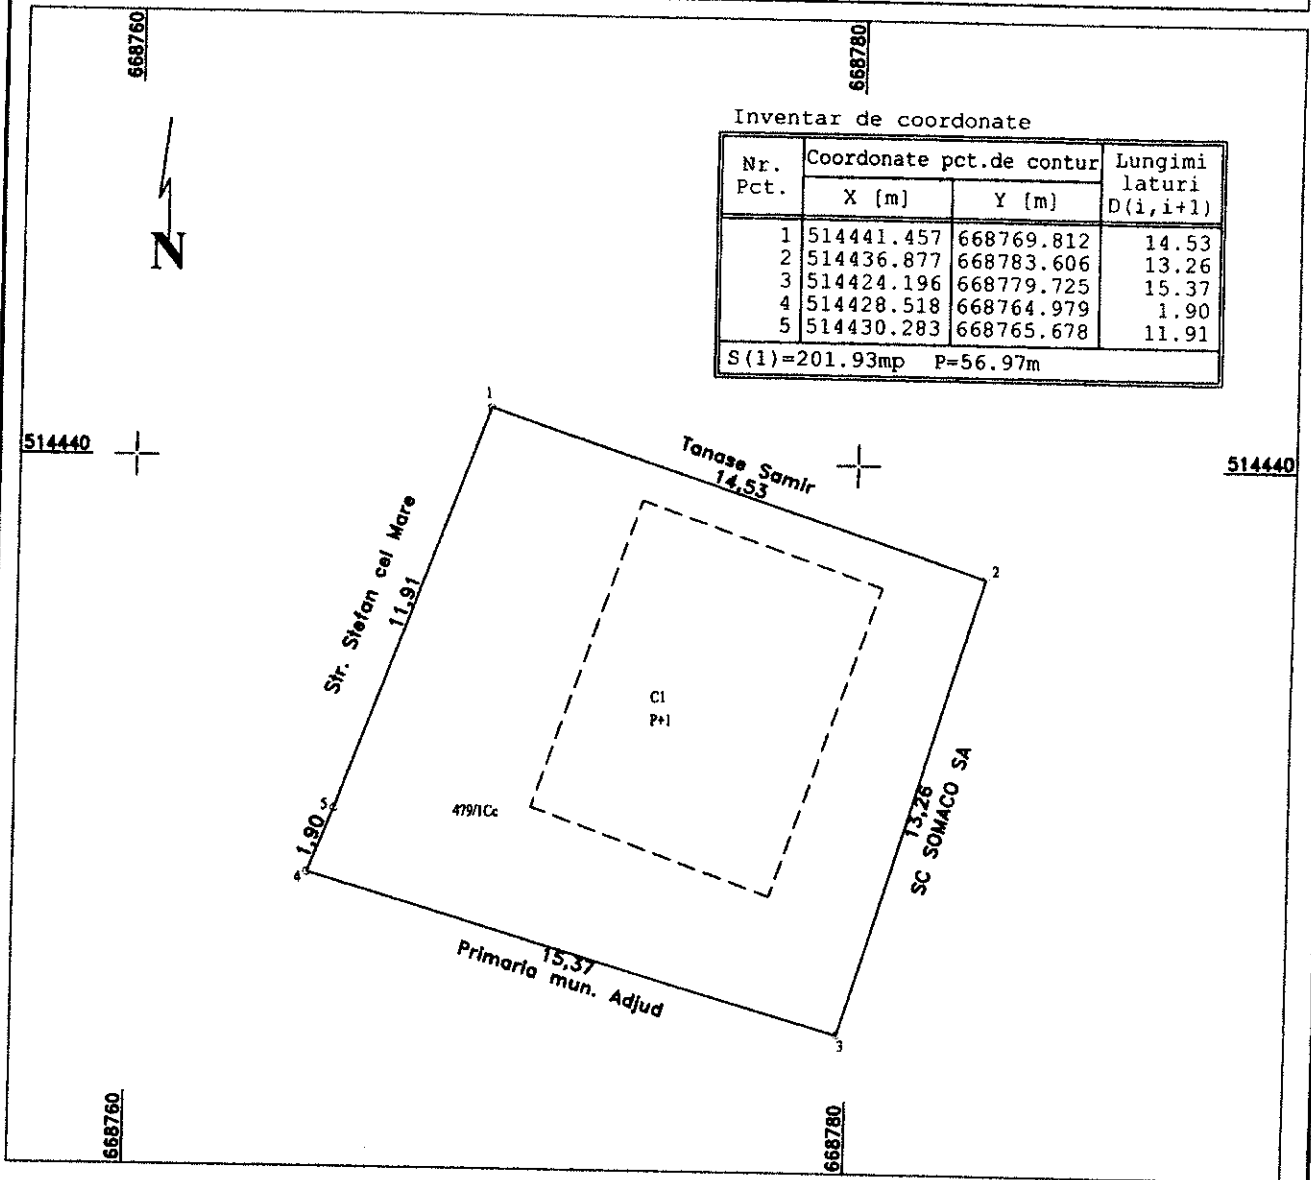 668760
668780
N
Inventar de coordonate
Nr. Pct. Coordonate pct.de contur Lungimi laturi D(i,i+1)
X [m] Y [m]
1 514441.457 668769.812 14.53
2 514436.877 668783.606 13.26
3 514424.196 668779.725 15.37
4 514428.518 668764.979 1.90
5 514430.283 668765.678 11.91
S(1)=201.93mp P=56.97m
1
514440
Tanase Samir
14,53
514440
Str. Stefan cel Mare
11,91
2
C1
P+1
13,26
SC SOMACO SA
5
479/1Cc
1,90
4
15,37
Primaria mun. Adjud
3
668760
668780